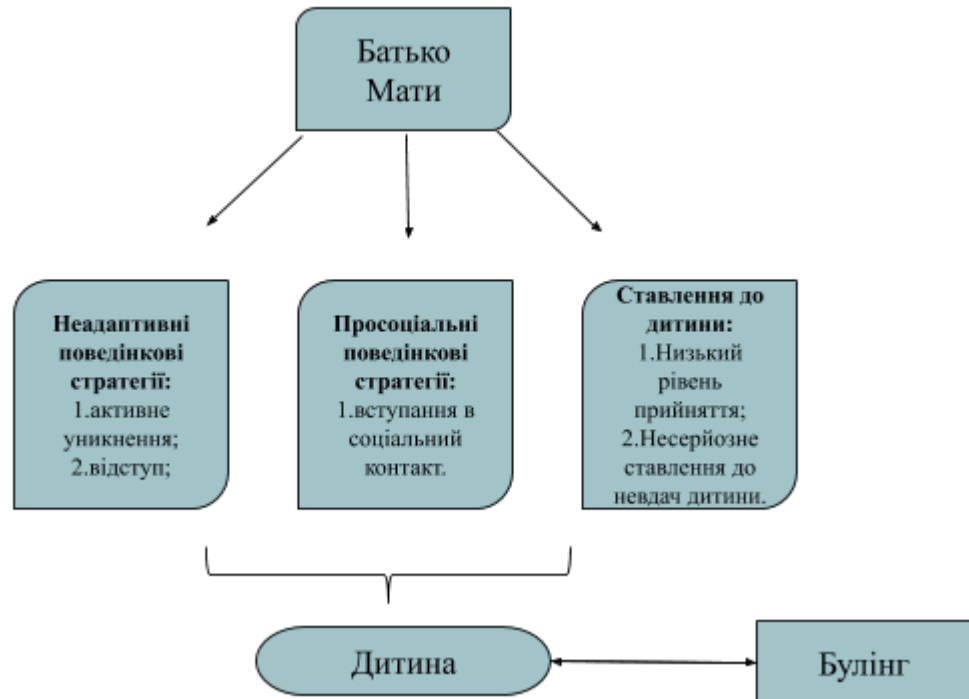 Батько
Мати
Неадаптивні
поведінкові
стратегії:
1.активне
уникнення;
2.відступ;
Просоціальні
поведінкові
стратегії:
1.вступання в
соціальний
контакт.
Ставлення до
дитини:
1.Низький
рівень
прийняття;
2.Несерйозне
ставлення до
невдач дитини.
Дитина
Булінг